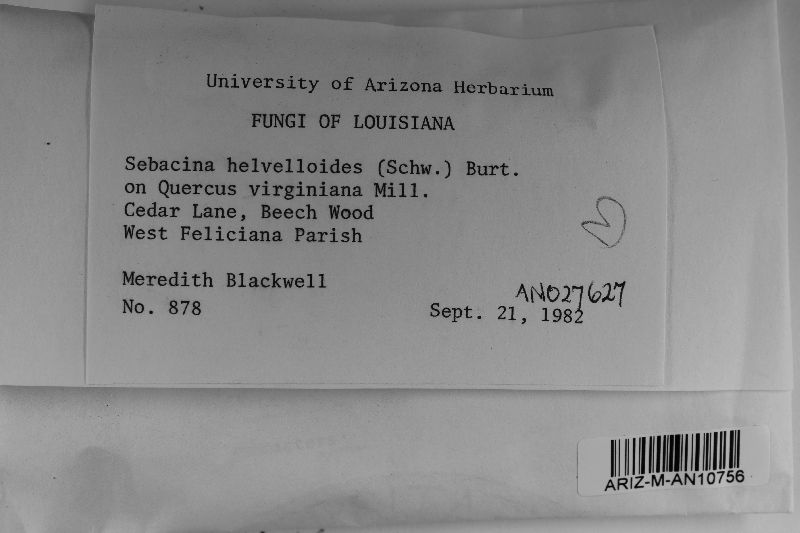 University of Arizona Herbarium
FUNGI OF LOUISIANA
Sebacina helvelloides (Schw.) Burt.
on Quercus virginiana Mill.
Cedar Lane, Beech Wood
West Feliciana Parish
Meredith Blackwell
AN027627
No. 878
Sept. 21, 1982
ARIZ-M-AN10756